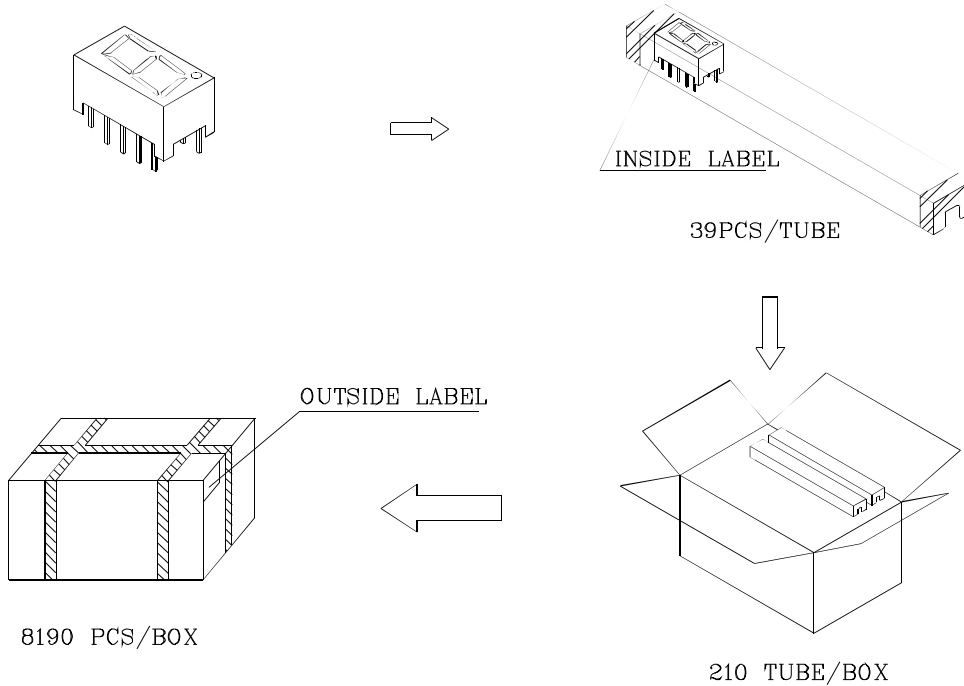 INSIDE LABEL
39PCS/TUBE
OUTSIDE LABEL
8190 PCS/BOX
210 TUBE/BOX